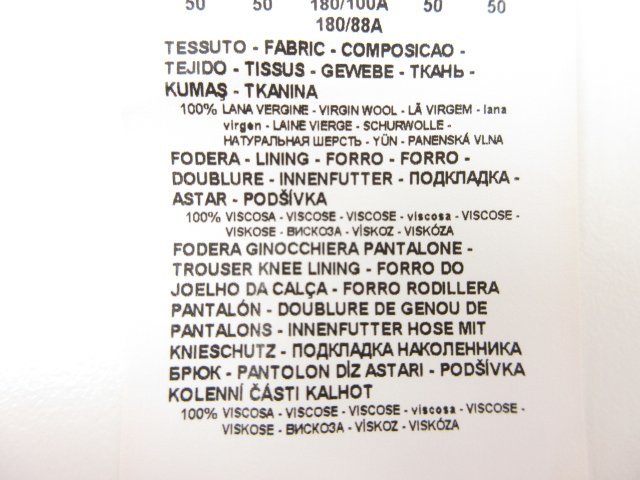 50 50 180/100A 50 50
180/88A
TESSUTO - FABRIC - COMPOSICAO -
TEJIDO - TISSUS - GEWEBE - ТКАНЬ -
KUMAŞ - TKANINA
100% LANA VERGINE - VIRGIN WOOL - LÃ VIRGEM - lana
virgen - LAINE VIERGE - SCHURWOLLE -
НАТУРАЛЬНАЯ ШЕРСТЬ - YÜN - PANENSKÁ VLNA
FODERA - LINING - FORRO - FORRO -
DOUBLURE - INNENFUTTER - ПОДКЛАДКА -
ASTAR - PODŠÍVKA
100% VISCOSA - VISCOSE - VISCOSE - viscosa - VISCOSE -
VISKOSE - ВИСКОЗА - VİSKOZ - VISKÓZA
FODERA GINOCCHIERA PANTALONE -
TROUSER KNEE LINING - FORRO DO
JOELHO DA CALÇA - FORRO RODILLERA
PANTALÓN - DOUBLURE DE GENOU DE
PANTALONS - INNENFUTTER HOSE MIT
KNIESCHUTZ - ПОДКЛАДКА НАКОЛЕННИКА
БРЮК - PANTOLON DİZ ASTARI - PODŠÍVKA
KOLENNÍ ČÁSTI KALHOT
100% VISCOSA - VISCOSE - VISCOSE - viscosa - VISCOSE -
VISKOSE - ВИСКОЗА - VİSKOZ - VISKÓZA